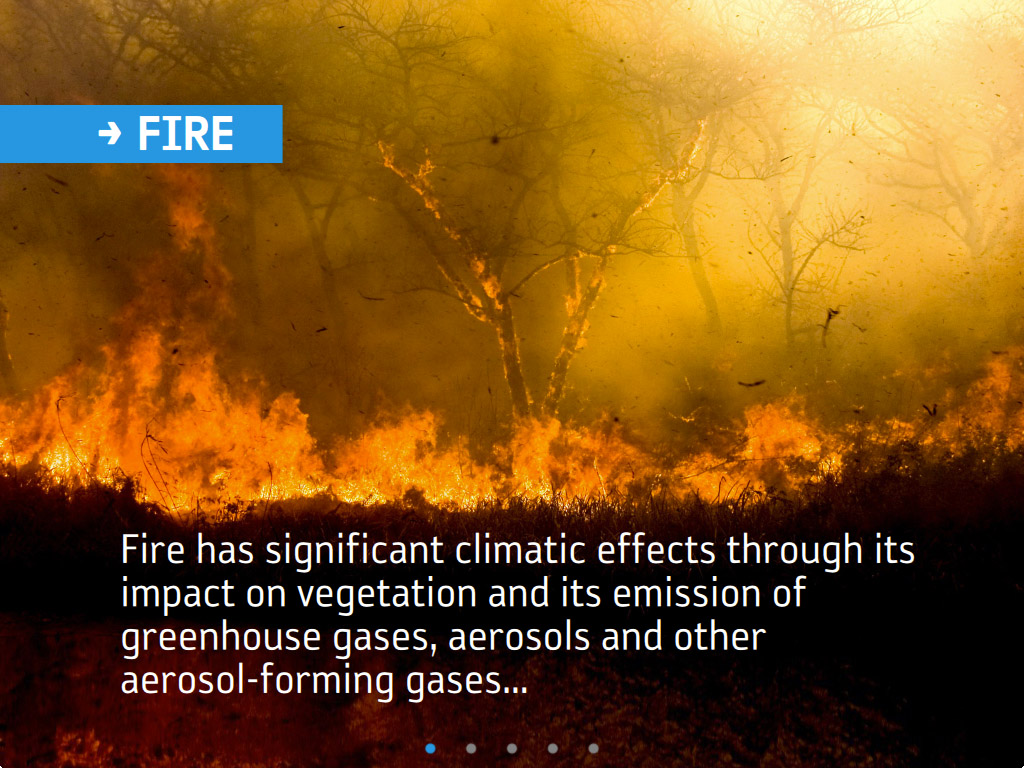 → FIRE
Fire has significant climatic effects through its
impact on vegetation and its emission of
greenhouse gases, aerosols and other
aerosol-forming gases...